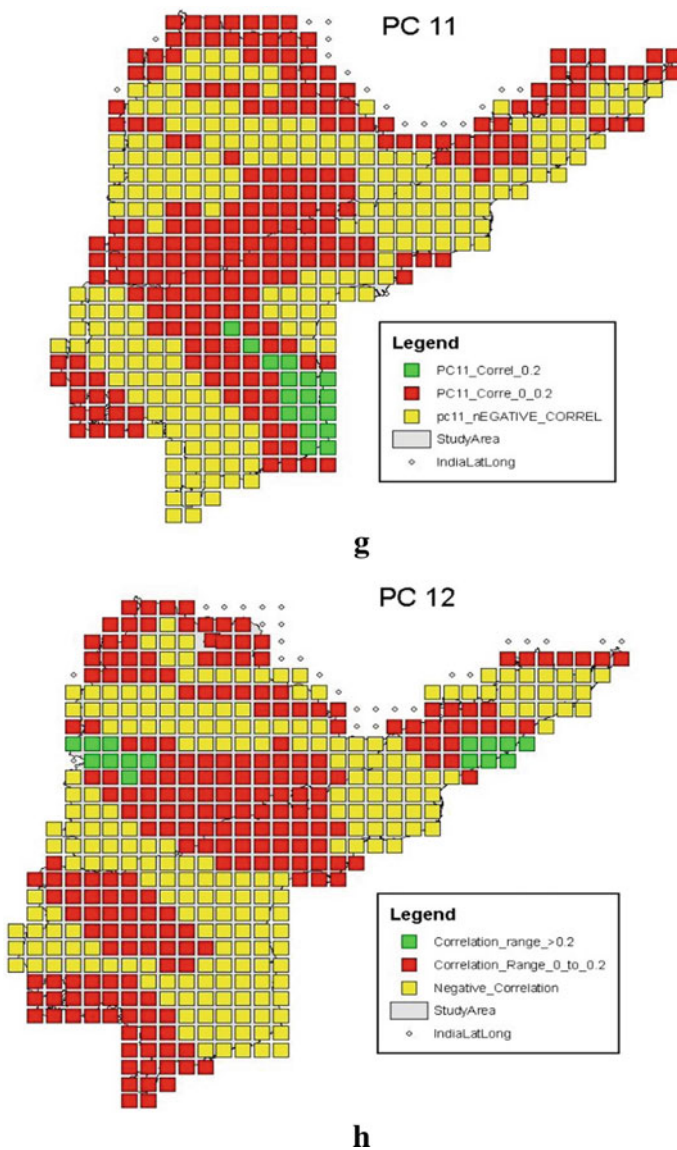 PC 11
Legend
PC11_Correl_0.2
PC11_Corre_0_0.2
pc11_nEGATIVE_CORREL
StudyArea
IndiaLatLong
g
PC 12
Legend
Correlation_range_>0.2
Correlation_Range_0_to_0.2
Negative_Correlation
StudyArea
IndiaLatLong
h